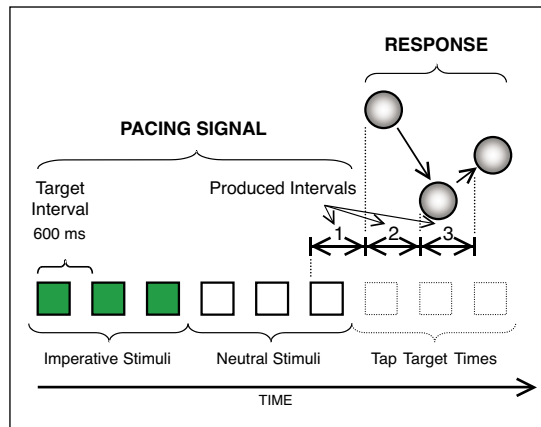 RESPONSE
PACING SIGNAL
Target
Interval
600 ms
Produced Intervals
1 2 3
Imperative Stimuli Neutral Stimuli Tap Target Times
TIME